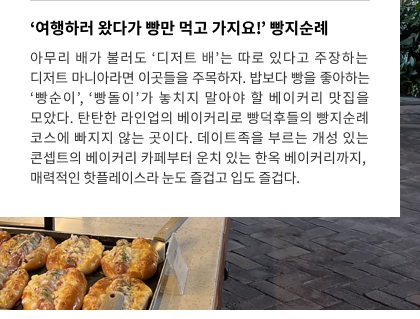 ‘여행하러 왔다가 빵만 먹고 가지요!’ 빵지순례
아무리 배가 불러도 ‘디저트 배’는 따로 있다고 주장하는
디저트 마니아라면 이곳들을 주목하자. 밥보다 빵을 좋아하는
‘빵순이’, ‘빵돌이’가 놓치지 말아야 할 베이커리 맛집을
모았다. 탄탄한 라인업의 베이커리로 빵덕후들의 빵지순례
코스에 빠지지 않는 곳이다. 데이트족을 부르는 개성 있는
콘셉트의 베이커리 카페부터 운치 있는 한옥 베이커리까지,
매력적인 핫플레이스라 눈도 즐겁고 입도 즐겁다.